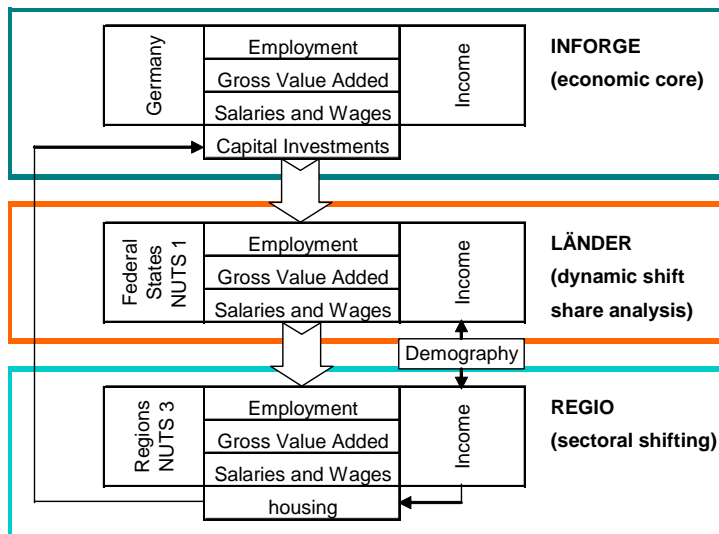 Germany
Employment
Gross Value Added
Salaries and Wages
Capital Investments
Income
INFORGE
(economic core)
Federal
States
NUTS 1
Employment
Gross Value Added
Salaries and Wages
Income
LÄNDER
(dynamic shift
share analysis)
Demography
Regions
NUTS 3
Employment
Gross Value Added
Salaries and Wages
housing
Income
REGIO
(sectoral shifting)